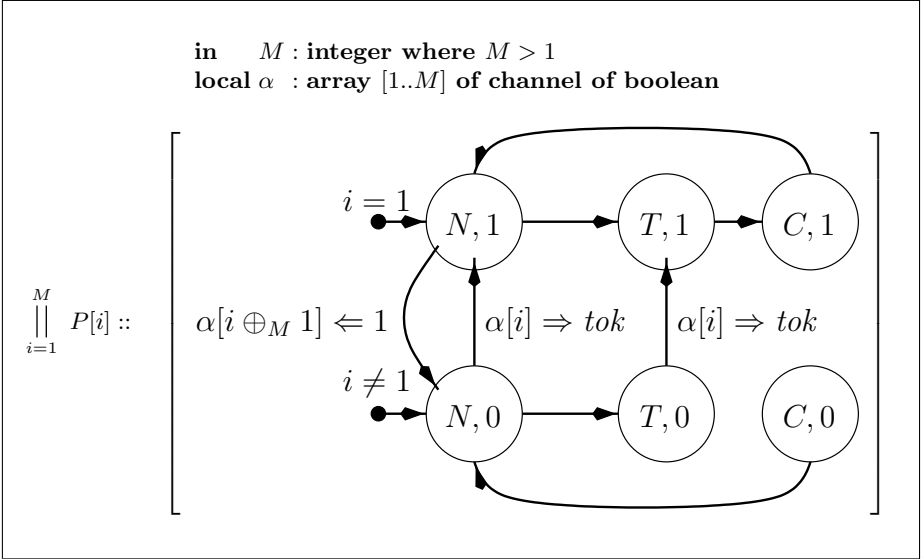 in M : integer where M > 1
local α : array [1..M] of channel of boolean
i = 1
N, 1 T, 1 C, 1
M
|| P[i] ::
i=1
α[i ⊕_M 1] ⇐ 1 α[i] ⇒ tok α[i] ⇒ tok
i ≠ 1
N, 0 T, 0 C, 0